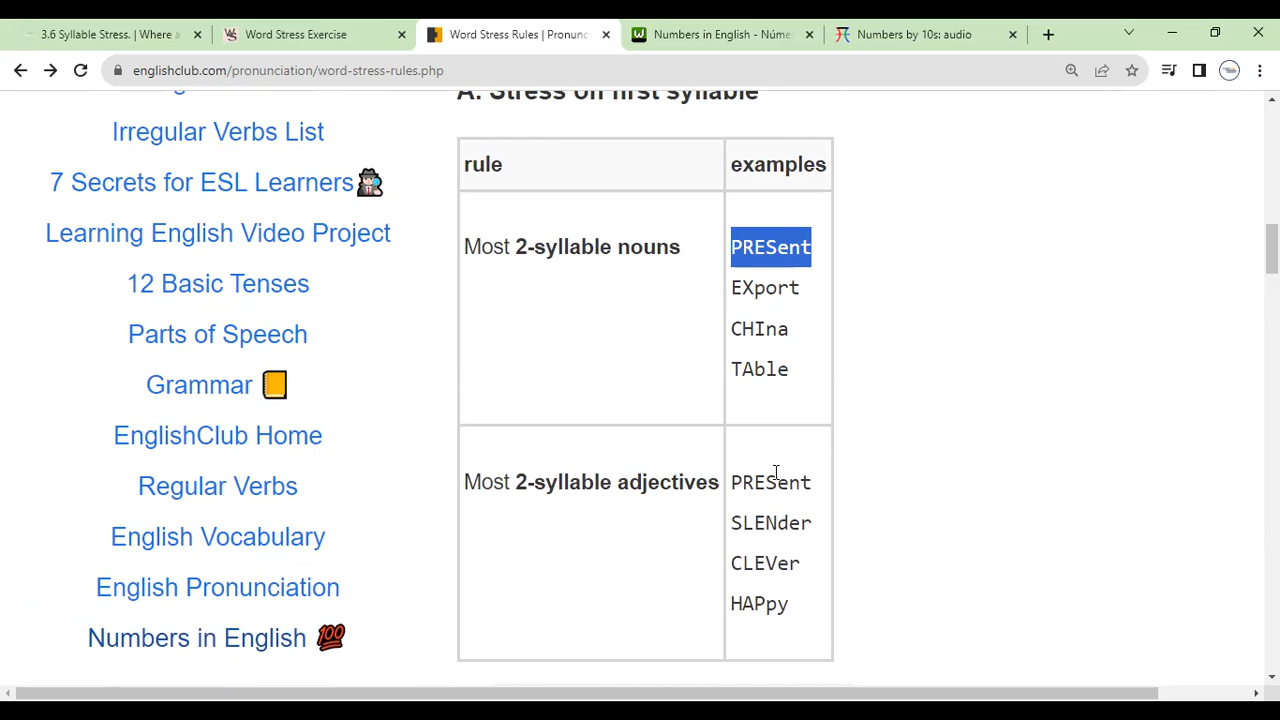 3.6 Syllable Stress. | Where a
Word Stress Exercise
Word Stress Rules | Pronunc
Numbers in English - Núme
Numbers by 10s: audio
englishclub.com/pronunciation/word-stress-rules.php
A: Stress on first syllable
Irregular Verbs List
7 Secrets for ESL Learners
Learning English Video Project
12 Basic Tenses
Parts of Speech
Grammar
EnglishClub Home
Regular Verbs
English Vocabulary
English Pronunciation
Numbers in English 💯
rule examples
Most 2-syllable nouns PRESent
EXport
CHIna
TAble
Most 2-syllable adjectives PRESent
SLENder
CLEVer
HAPpy